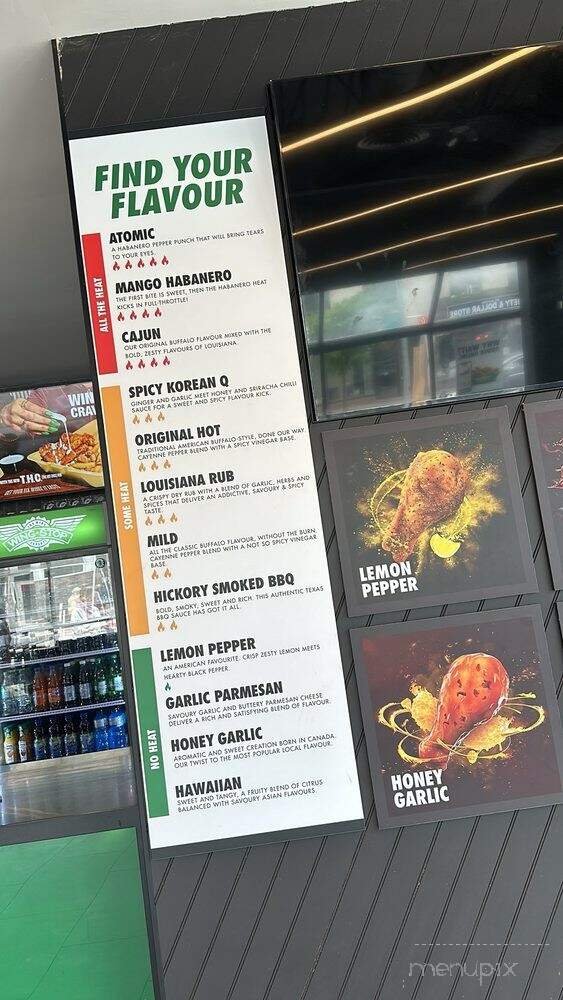 FIND YOUR
FLAVOUR
ALL THE HEAT
ATOMIC
A HABANERO PEPPER PUNCH THAT WILL BRING TEARS
TO YOUR EYES.
MANGO HABANERO
THE FIRST BITE IS SWEET, THEN THE HABANERO HEAT
KICKS IN FULL-THROTTLE!
CAJUN
OUR ORIGINAL BUFFALO FLAVOUR MIXED WITH THE
BOLD, ZESTY FLAVOURS OF LOUISIANA.
SOME HEAT
SPICY KOREAN Q
GINGER AND GARLIC MEET HONEY AND SRIRACHA CHILLI
SAUCE FOR A SWEET AND SPICY FLAVOUR KICK.
ORIGINAL HOT
TRADITIONAL AMERICAN BUFFALO-STYLE, DONE OUR WAY.
CAYENNE PEPPER BLEND WITH A SPICY VINEGAR BASE.
LOUISIANA RUB
A CRISPY DRY RUB WITH A BLEND OF GARLIC, HERBS AND
SPICES THAT DELIVER AN ADDICTIVE, SAVOURY & SPICY
TASTE.
MILD
ALL THE CLASSIC BUFFALO FLAVOUR, WITHOUT THE BURN.
CAYENNE PEPPER BLEND WITH A NOT SO SPICY VINEGAR
BASE.
HICKORY SMOKED BBQ
BOLD, SMOKY, SWEET AND RICH. THIS AUTHENTIC TEXAS
BBQ SAUCE HAS GOT IT ALL.
NO HEAT
LEMON PEPPER
AN AMERICAN FAVOURITE. CRISP ZESTY LEMON MEETS
HEARTY BLACK PEPPER.
GARLIC PARMESAN
SAVOURY GARLIC AND BUTTERY PARMESAN CHEESE
DELIVER A RICH AND SATISFYING BLEND OF FLAVOUR.
HONEY GARLIC
AROMATIC AND SWEET CREATION BORN IN CANADA.
OUR TWIST TO THE MOST POPULAR LOCAL FLAVOUR.
HAWAIIAN
SWEET AND TANGY, A FRUITY BLEND OF CITRUS
BALANCED WITH SAVOURY ASIAN FLAVOURS.
LEMON
PEPPER
HONEY
GARLIC
WIN
CRAV
WING-STOP
menupix